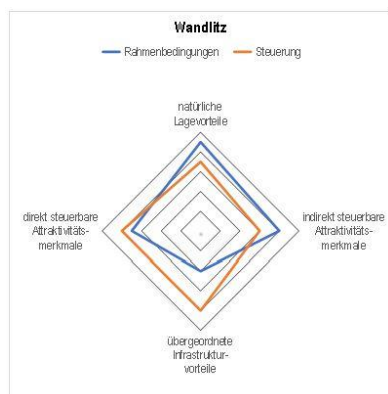 Wandlitz
Rahmenbedingungen
Steuerung
natürliche
Lagevorteile
direkt steuerbare
Attraktivitäts-
merkmale
indirekt steuerbare
Attraktivitäts-
merkmale
übergeordnete
Infrastruktur-
vorteile